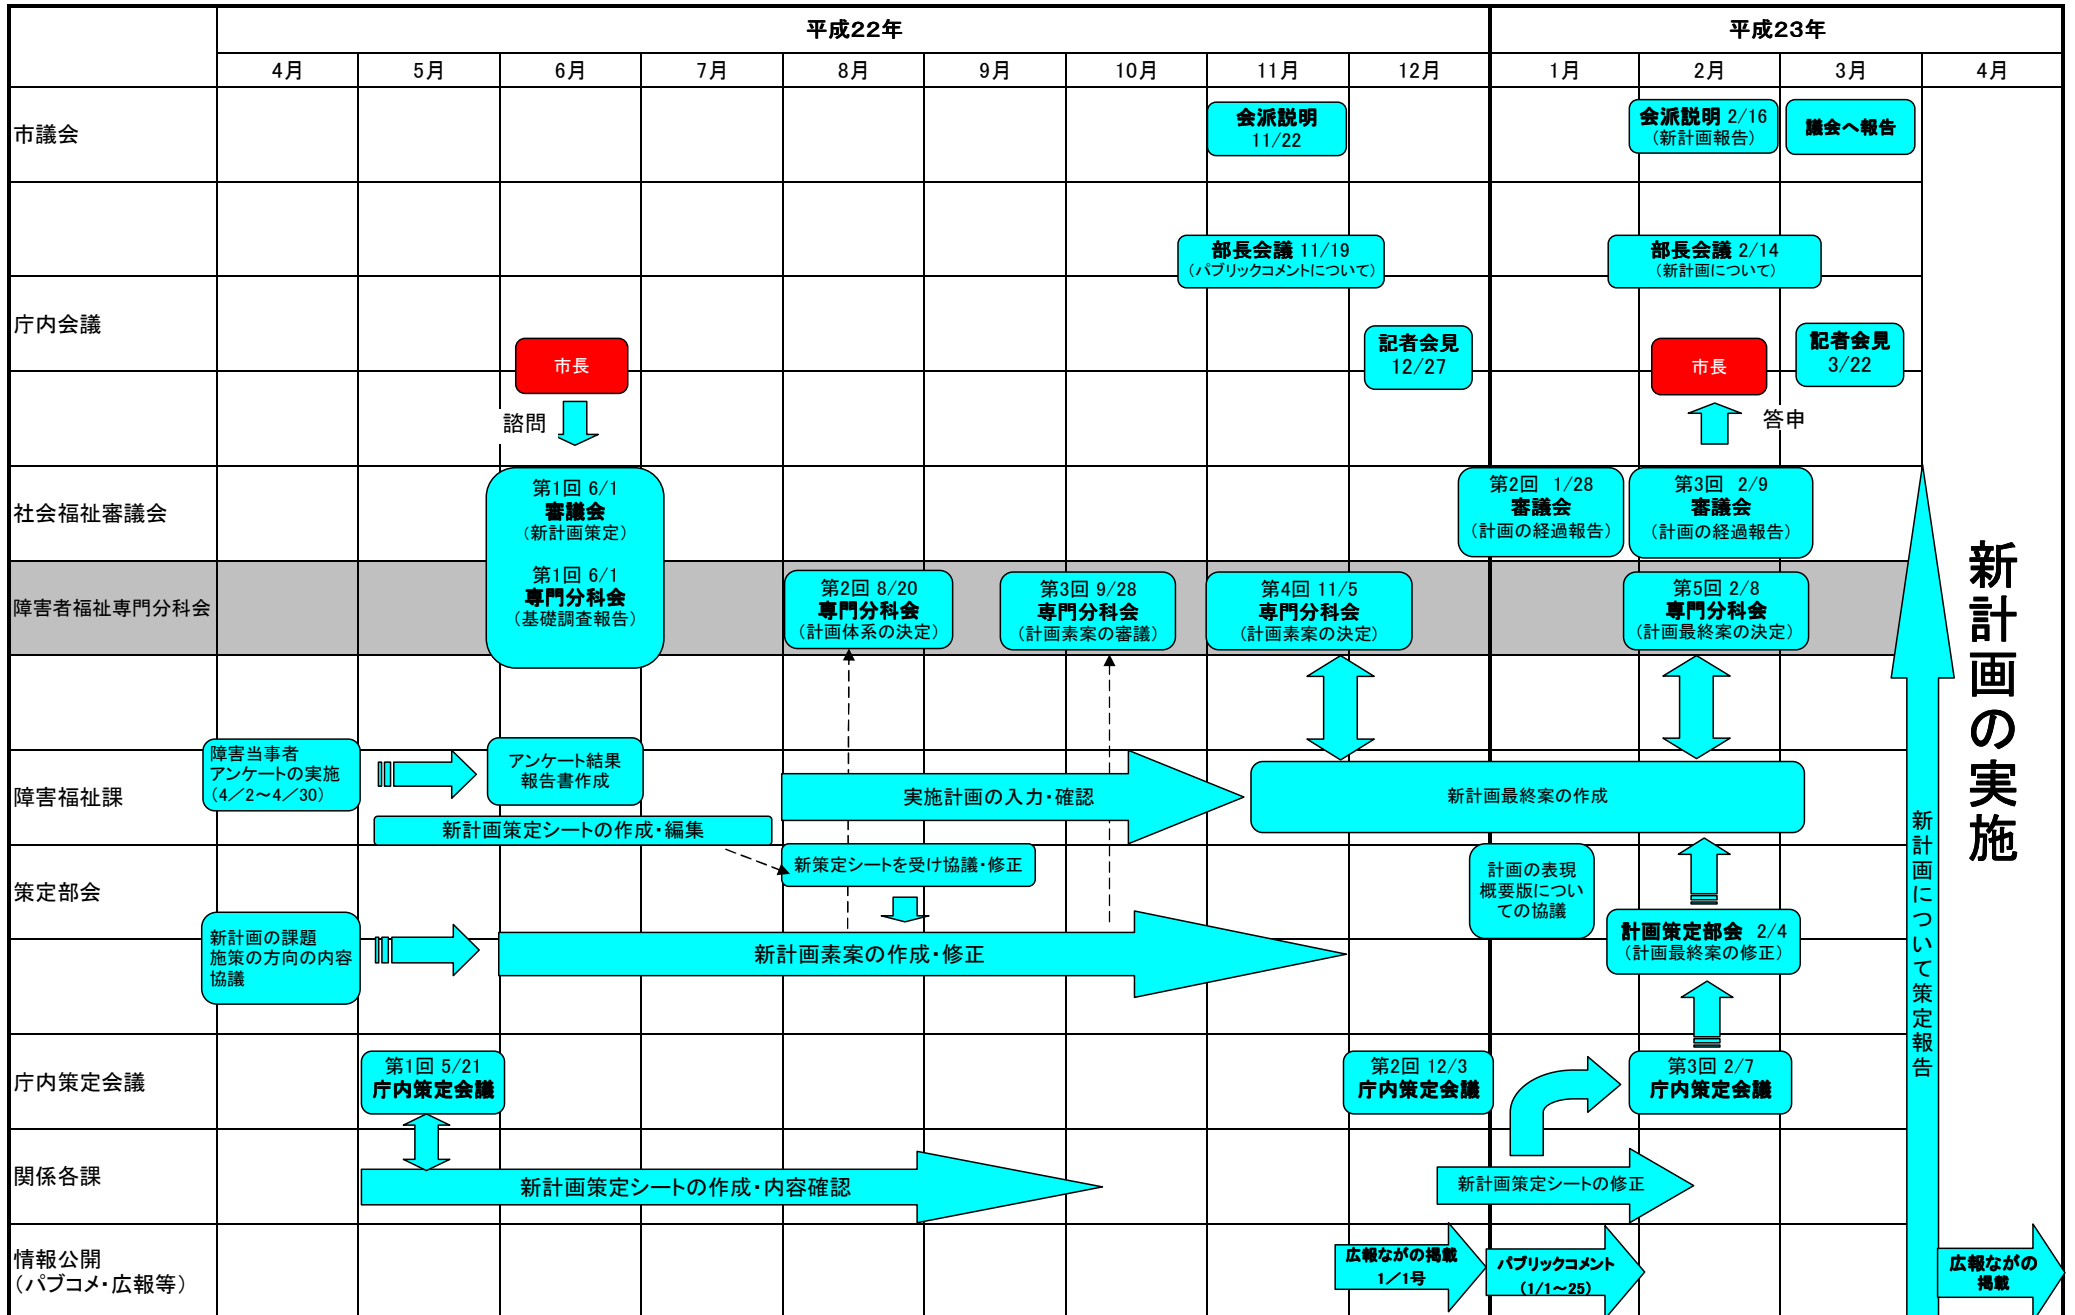 平成22年
平成23年
4月
5月
6月
7月
8月
9月
10月
11月
12月
1月
2月
3月
4月
市議会
会派説明
11/22
会派説明 2/16
（新計画報告）
議会へ報告
部長会議 11/19
（パブリックコメントについて）
部長会議 2/14
（新計画について）
庁内会議
市長
記者会見
12/27
市長
記者会見
3/22
諮問
答申
社会福祉審議会
第1回 6/1
審議会
（新計画策定）
第2回 1/28
審議会
（計画の経過報告）
第3回 2/9
審議会
（計画の経過報告）
障害者福祉専門分科会
第1回 6/1
専門分科会
（基礎調査報告）
第2回 8/20
専門分科会
（計画体系の決定）
第3回 9/28
専門分科会
（計画素案の審議）
第4回 11/5
専門分科会
（計画素案の決定）
第5回 2/8
専門分科会
（計画最終案の決定）
新計画の実施
障害福祉課
障害当事者
アンケートの実施
（4／2～4／30）
アンケート結果
報告書作成
実施計画の入力・確認
新計画最終案の作成
新計画策定シートの作成・編集
策定部会
新策定シートを受け協議・修正
計画の表現
概要版につい
ての協議
新計画の課題
施策の方向の内容
協議
新計画素案の作成・修正
計画策定部会 2/4
（計画最終案の修正）
新計画について策定報告
庁内策定会議
第1回 5/21
庁内策定会議
第2回 12/3
庁内策定会議
第3回 2/7
庁内策定会議
関係各課
新計画策定シートの作成・内容確認
新計画策定シートの修正
情報公開
（パブコメ・広報等）
広報ながの掲載
1／1号
パブリックコメント
（1/1～25）
広報ながの
掲載